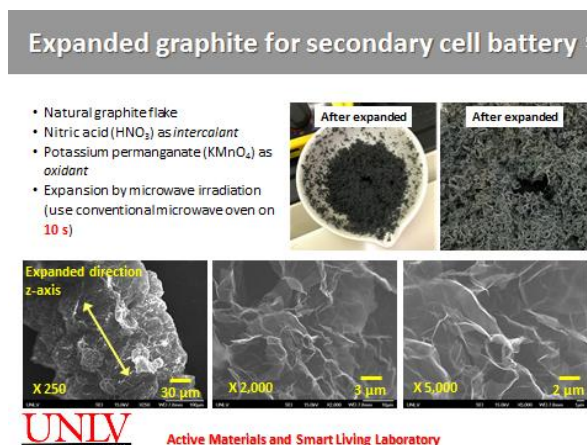 Expanded graphite for secondary cell battery
• Natural graphite flake
• Nitric acid (HNO₃) as intercalant
• Potassium permanganate (KMnO₄) as
oxidant
• Expansion by microwave irradiation
(use conventional microwave oven on
10 s)
After expanded
After expanded
Expanded direction
z-axis
X 250
30 μm
X 2,000
3 μm
X 5,000
2 μm
UNLV
Active Materials and Smart Living Laboratory